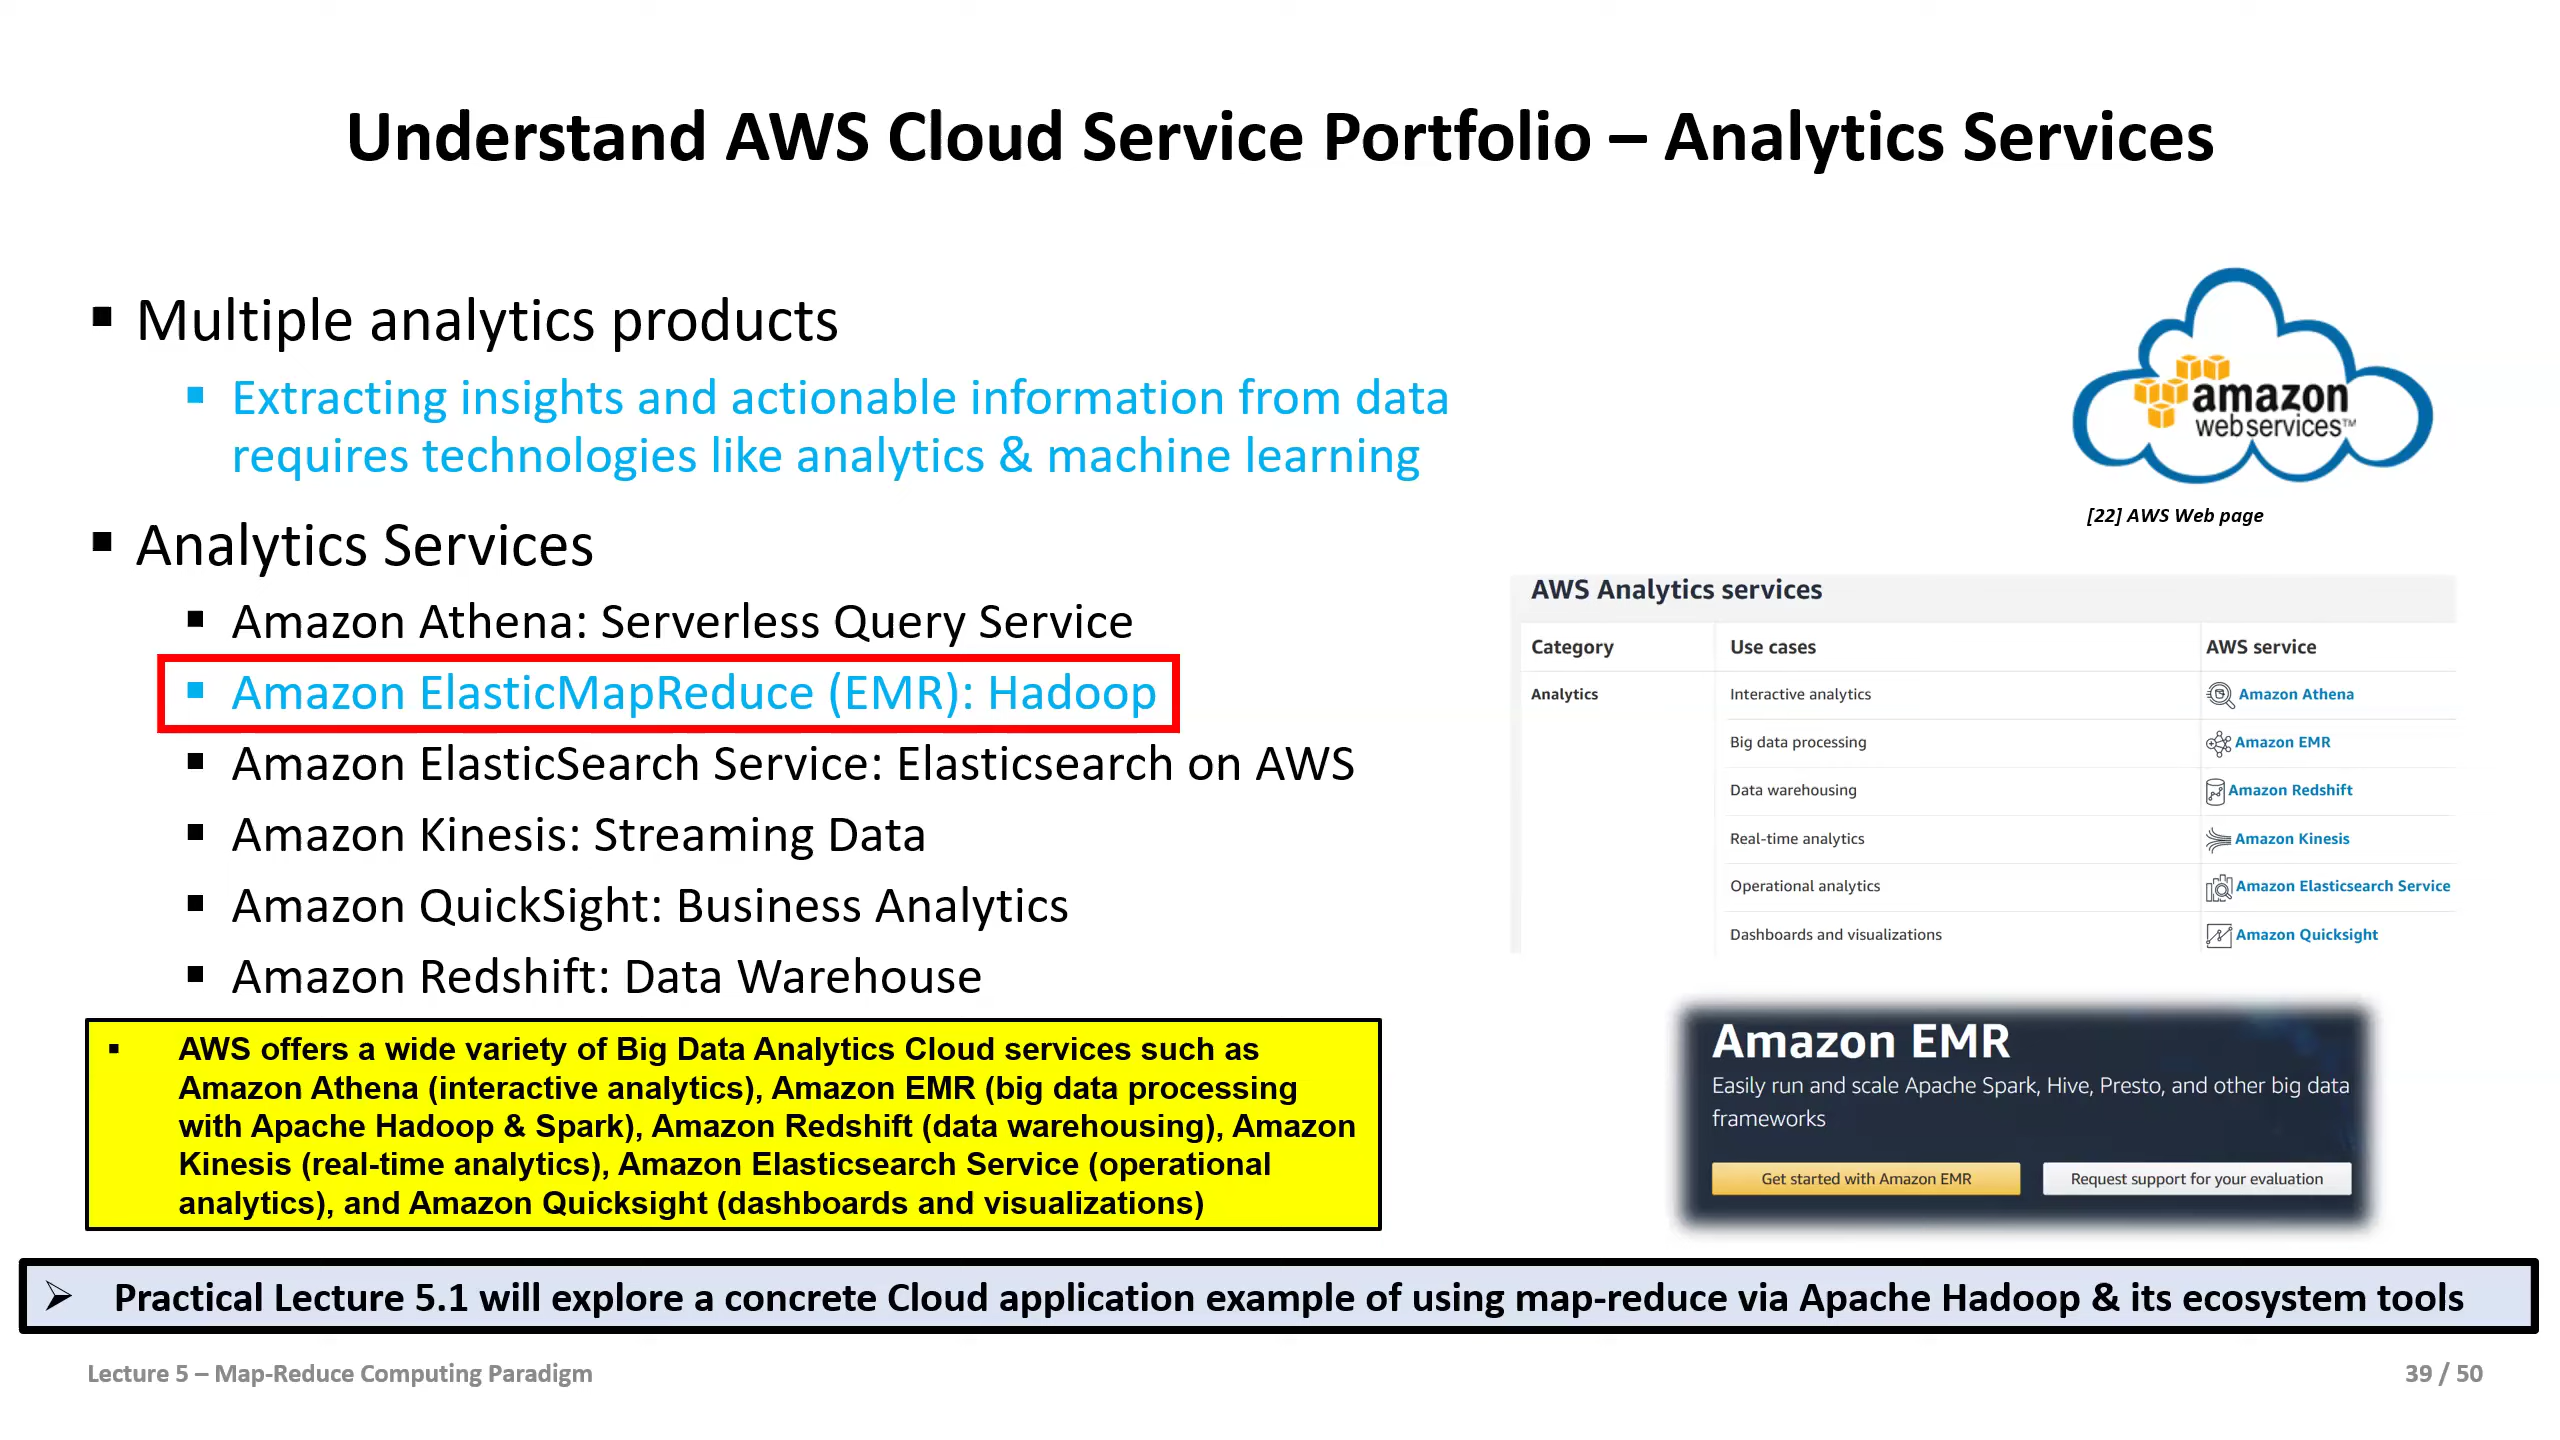 Understand AWS Cloud Service Portfolio – Analytics Services
▪ Multiple analytics products
▪ Extracting insights and actionable information from data
requires technologies like analytics & machine learning
amazon
webservices™
[22] AWS Web page
▪ Analytics Services
▪ Amazon Athena: Serverless Query Service
▪ Amazon ElasticMapReduce (EMR): Hadoop
▪ Amazon ElasticSearch Service: Elasticsearch on AWS
▪ Amazon Kinesis: Streaming Data
▪ Amazon QuickSight: Business Analytics
▪ Amazon Redshift: Data Warehouse
AWS Analytics services
Category Use cases AWS service
Analytics Interactive analytics Amazon Athena
Big data processing Amazon EMR
Data warehousing Amazon Redshift
Real-time analytics Amazon Kinesis
Operational analytics Amazon Elasticsearch Service
Dashboards and visualizations Amazon Quicksight
▪ AWS offers a wide variety of Big Data Analytics Cloud services such as
Amazon Athena (interactive analytics), Amazon EMR (big data processing
with Apache Hadoop & Spark), Amazon Redshift (data warehousing), Amazon
Kinesis (real-time analytics), Amazon Elasticsearch Service (operational
analytics), and Amazon Quicksight (dashboards and visualizations)
Amazon EMR
Easily run and scale Apache Spark, Hive, Presto, and other big data
frameworks
Get started with Amazon EMR Request support for your evaluation
➢ Practical Lecture 5.1 will explore a concrete Cloud application example of using map-reduce via Apache Hadoop & its ecosystem tools
Lecture 5 – Map-Reduce Computing Paradigm
39 / 50